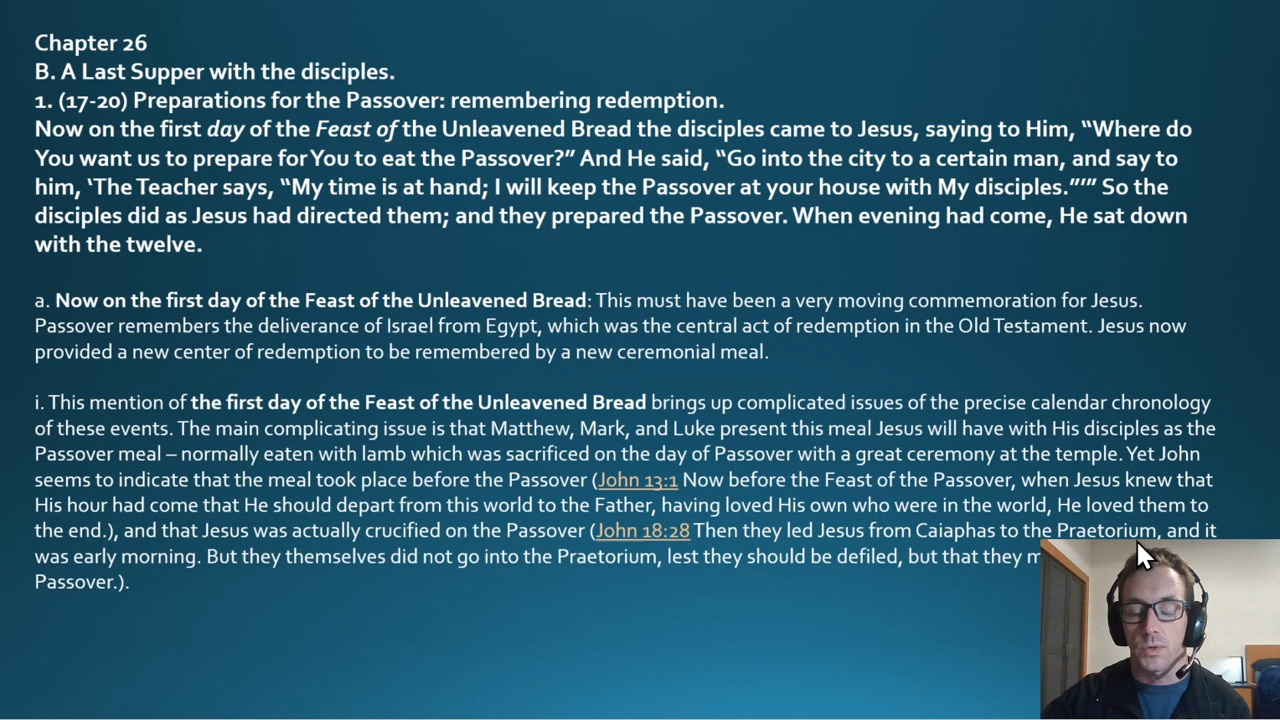 Chapter 26
B. A Last Supper with the disciples.
1. (17-20) Preparations for the Passover: remembering redemption.
Now on the first day of the Feast of the Unleavened Bread the disciples came to Jesus, saying to Him, “Where do
You want us to prepare for You to eat the Passover?” And He said, “Go into the city to a certain man, and say to
him, ‘The Teacher says, “My time is at hand; I will keep the Passover at your house with My disciples.”’” So the
disciples did as Jesus had directed them; and they prepared the Passover. When evening had come, He sat down
with the twelve.
a. Now on the first day of the Feast of the Unleavened Bread: This must have been a very moving commemoration for Jesus.
Passover remembers the deliverance of Israel from Egypt, which was the central act of redemption in the Old Testament. Jesus now
provided a new center of redemption to be remembered by a new ceremonial meal.
i. This mention of the first day of the Feast of the Unleavened Bread brings up complicated issues of the precise calendar chronology
of these events. The main complicating issue is that Matthew, Mark, and Luke present this meal Jesus will have with His disciples as the
Passover meal – normally eaten with lamb which was sacrificed on the day of Passover with a great ceremony at the temple. Yet John
seems to indicate that the meal took place before the Passover (John 13:1 Now before the Feast of the Passover, when Jesus knew that
His hour had come that He should depart from this world to the Father, having loved His own who were in the world, He loved them to
the end.), and that Jesus was actually crucified on the Passover (John 18:28 Then they led Jesus from Caiaphas to the Praetorium, and it
was early morning. But they themselves did not go into the Praetorium, lest they should be defiled, but that they
Passover.).